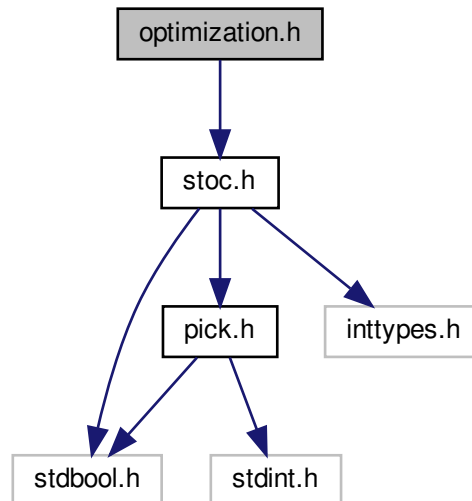 optimization.h
stoc.h
pick.h
inttypes.h
stdbool.h
stdint.h